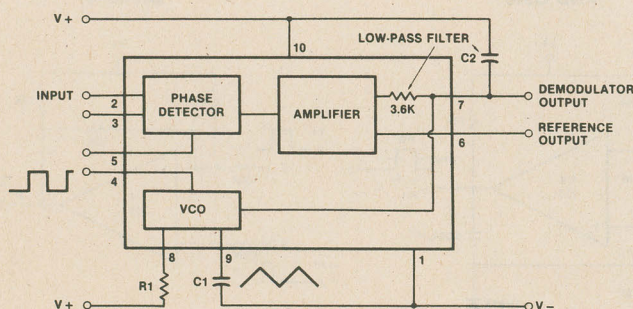 V+
10
LOW-PASS FILTER
C2
INPUT
2
3
PHASE
DETECTOR
AMPLIFIER
3.6K
7
DEMODULATOR
OUTPUT
6
REFERENCE
OUTPUT
5
4
VCO
8
9
1
R1
C1
V+
V–